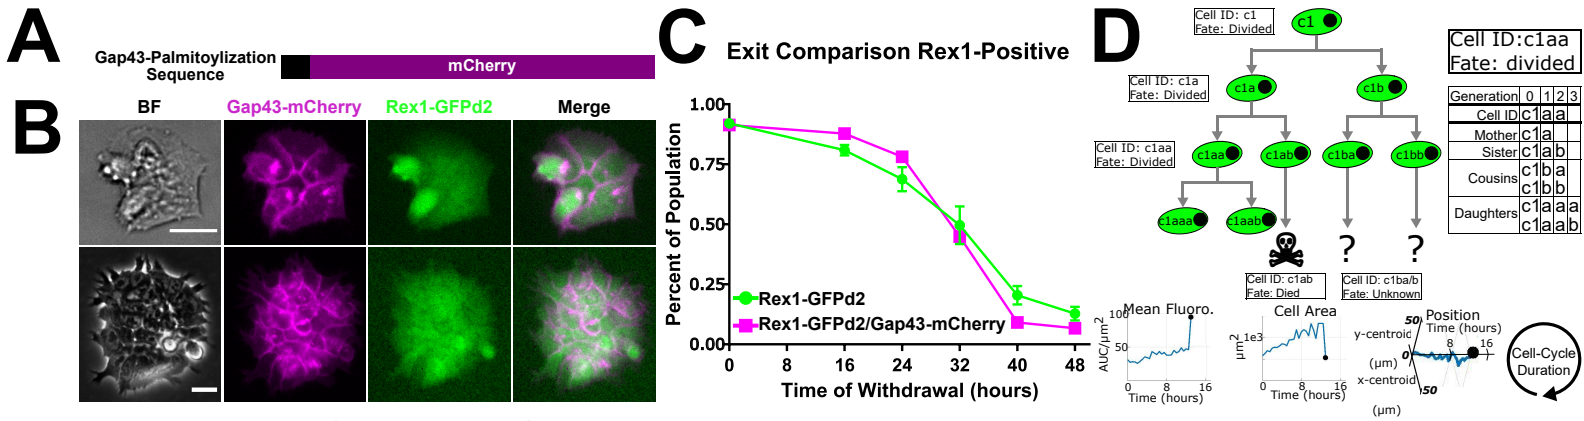 A
Gap43-Palmitoylization
Sequence
mCherry
B
BF
Gap43-mCherry
Rex1-GFPd2
Merge
C
Exit Comparison Rex1-Positive
Percent of Population
1.00
0.75
0.50
0.25
0.00
Rex1-GFPd2
Rex1-GFPd2/Gap43-mCherry
0
8
16
24
32
40
48
Time of Withdrawal (hours)
D
Cell ID: c1
Fate: Divided
c1
Cell ID: c1a
Fate: Divided
c1a
c1b
Cell ID: c1aa
Fate: Divided
c1aa
c1ab
c1ba
c1bb
c1aaa
c1aab
?
?
Cell ID: c1ab
Fate: Died
Cell ID: c1ba/b
Fate: Unknown
Cell ID:c1aa
Fate: divided
Generation 0 1 2 3
Cell ID c1 a a
Mother c1 a
Sister c1 a b
Cousins c1 b a
c1 b b
Daughters c1 a a a
c1 a a b
Mean Fluoro.
AUC/µm2
100
50
0
0 8 16
Time (hours)
Cell Area
µm2
1e3
0 8 16
Time (hours)
Position
50
Time (hours)
y-centroid
8 16
0
(µm)
x-centroid
50
(µm)
Cell-Cycle
Duration